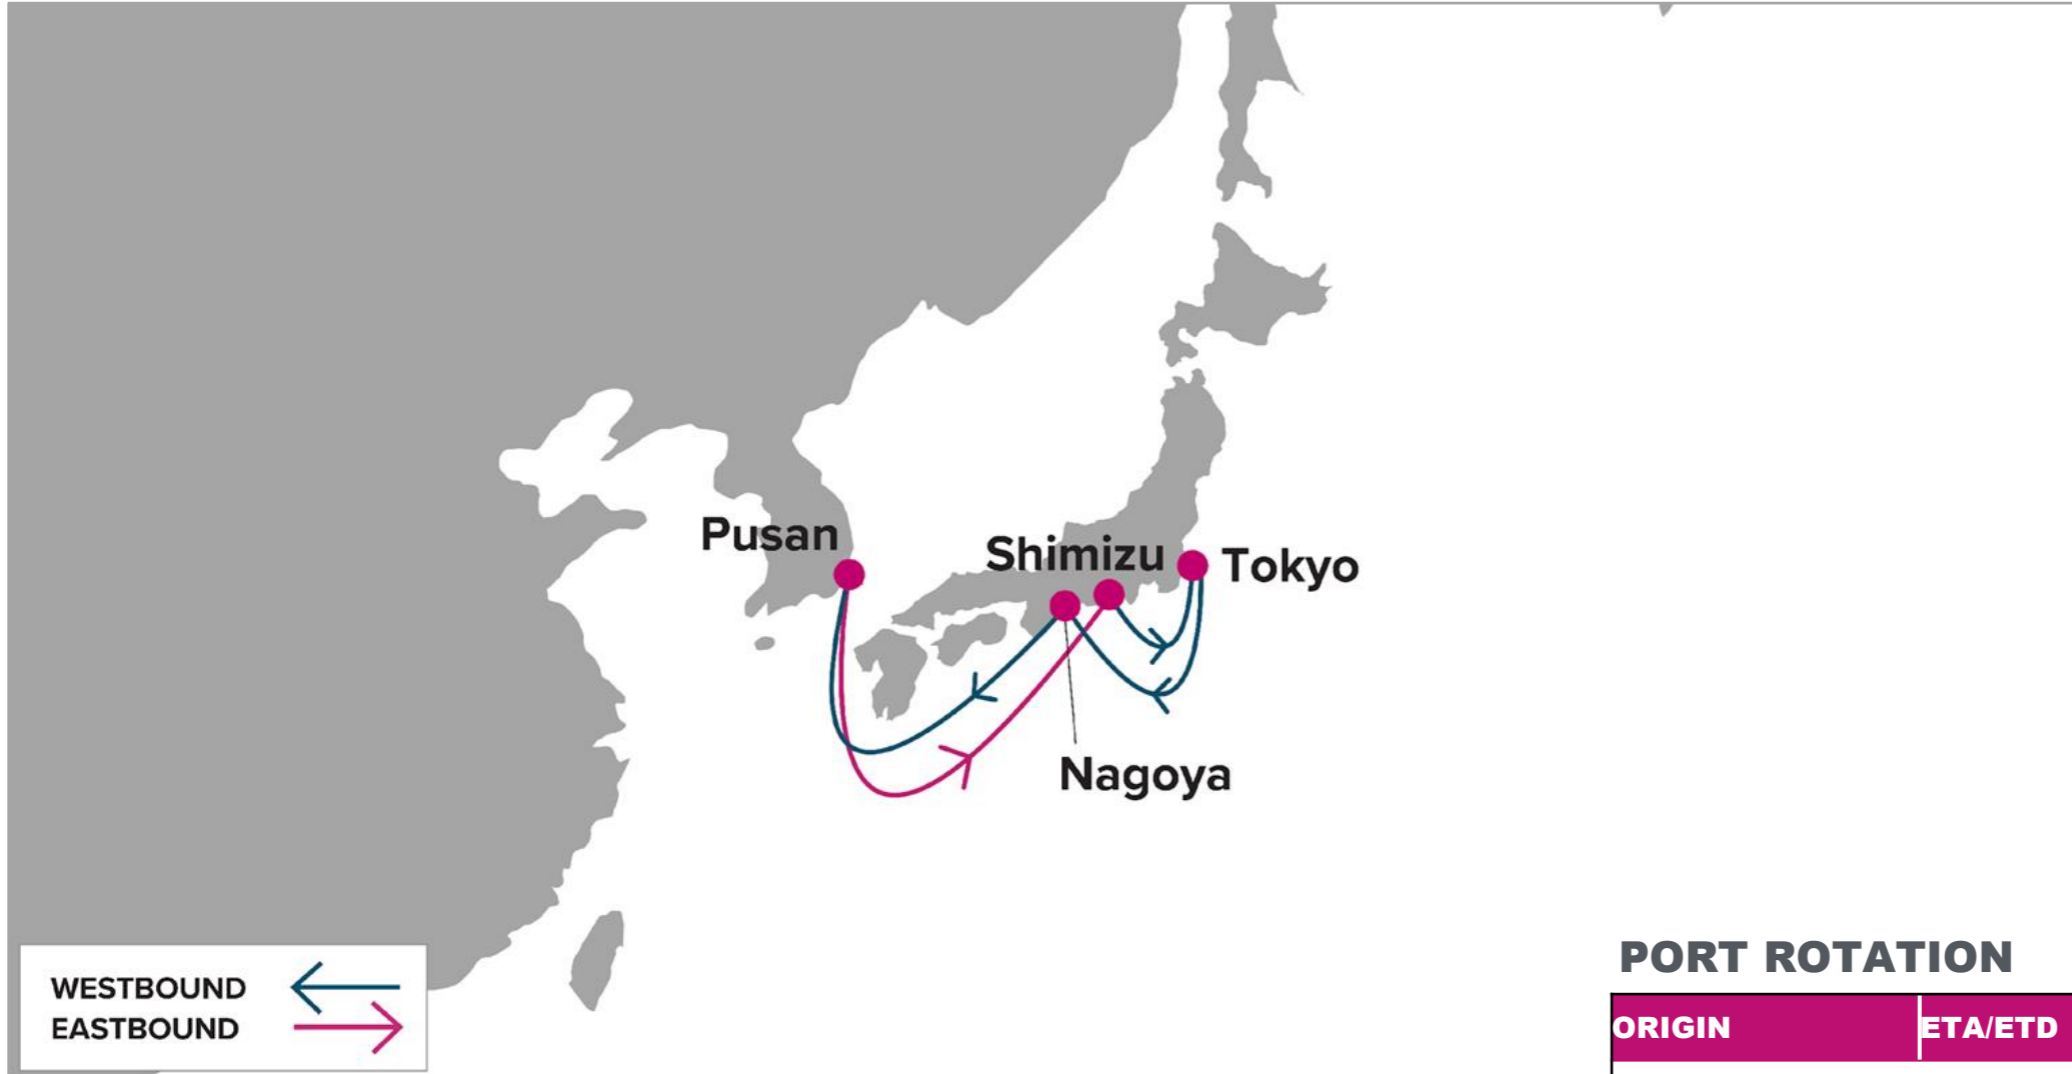 Pusan
Shimizu
Tokyo
Nagoya
WESTBOUND
EASTBOUND
PORT ROTATION
ORIGIN ETA/ETD